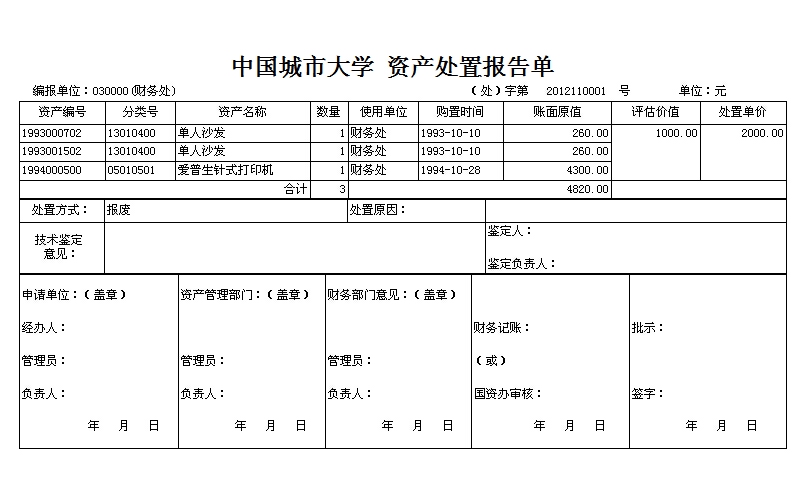 中国城市大学 资产处置报告单
编报单位：030000(财务处) （处）字第 2012110001 号 单位：元
资产编号 分类号 资产名称 数量 使用单位 购置时间 账面原值 评估价值 处置单价
1993000702 13010400 单人沙发 1 财务处 1993-10-10 260.00 1000.00 2000.00
1993001502 13010400 单人沙发 1 财务处 1993-10-10 260.00
1994000500 05010501 爱普生针式打印机 1 财务处 1994-10-28 4300.00
合计 3 4820.00
处置方式： 报废 处置原因：
技术鉴定
意见：
鉴定人：
鉴定负责人：
申请单位：（盖章） 资产管理部门：（盖章） 财务部门意见：（盖章）
经办人： 财务记账： 批示：
管理员： 管理员： 管理员： （或）
负责人： 负责人： 负责人： 国资办审核： 签字：
年 月 日 年 月 日 年 月 日 年 月 日 年 月 日